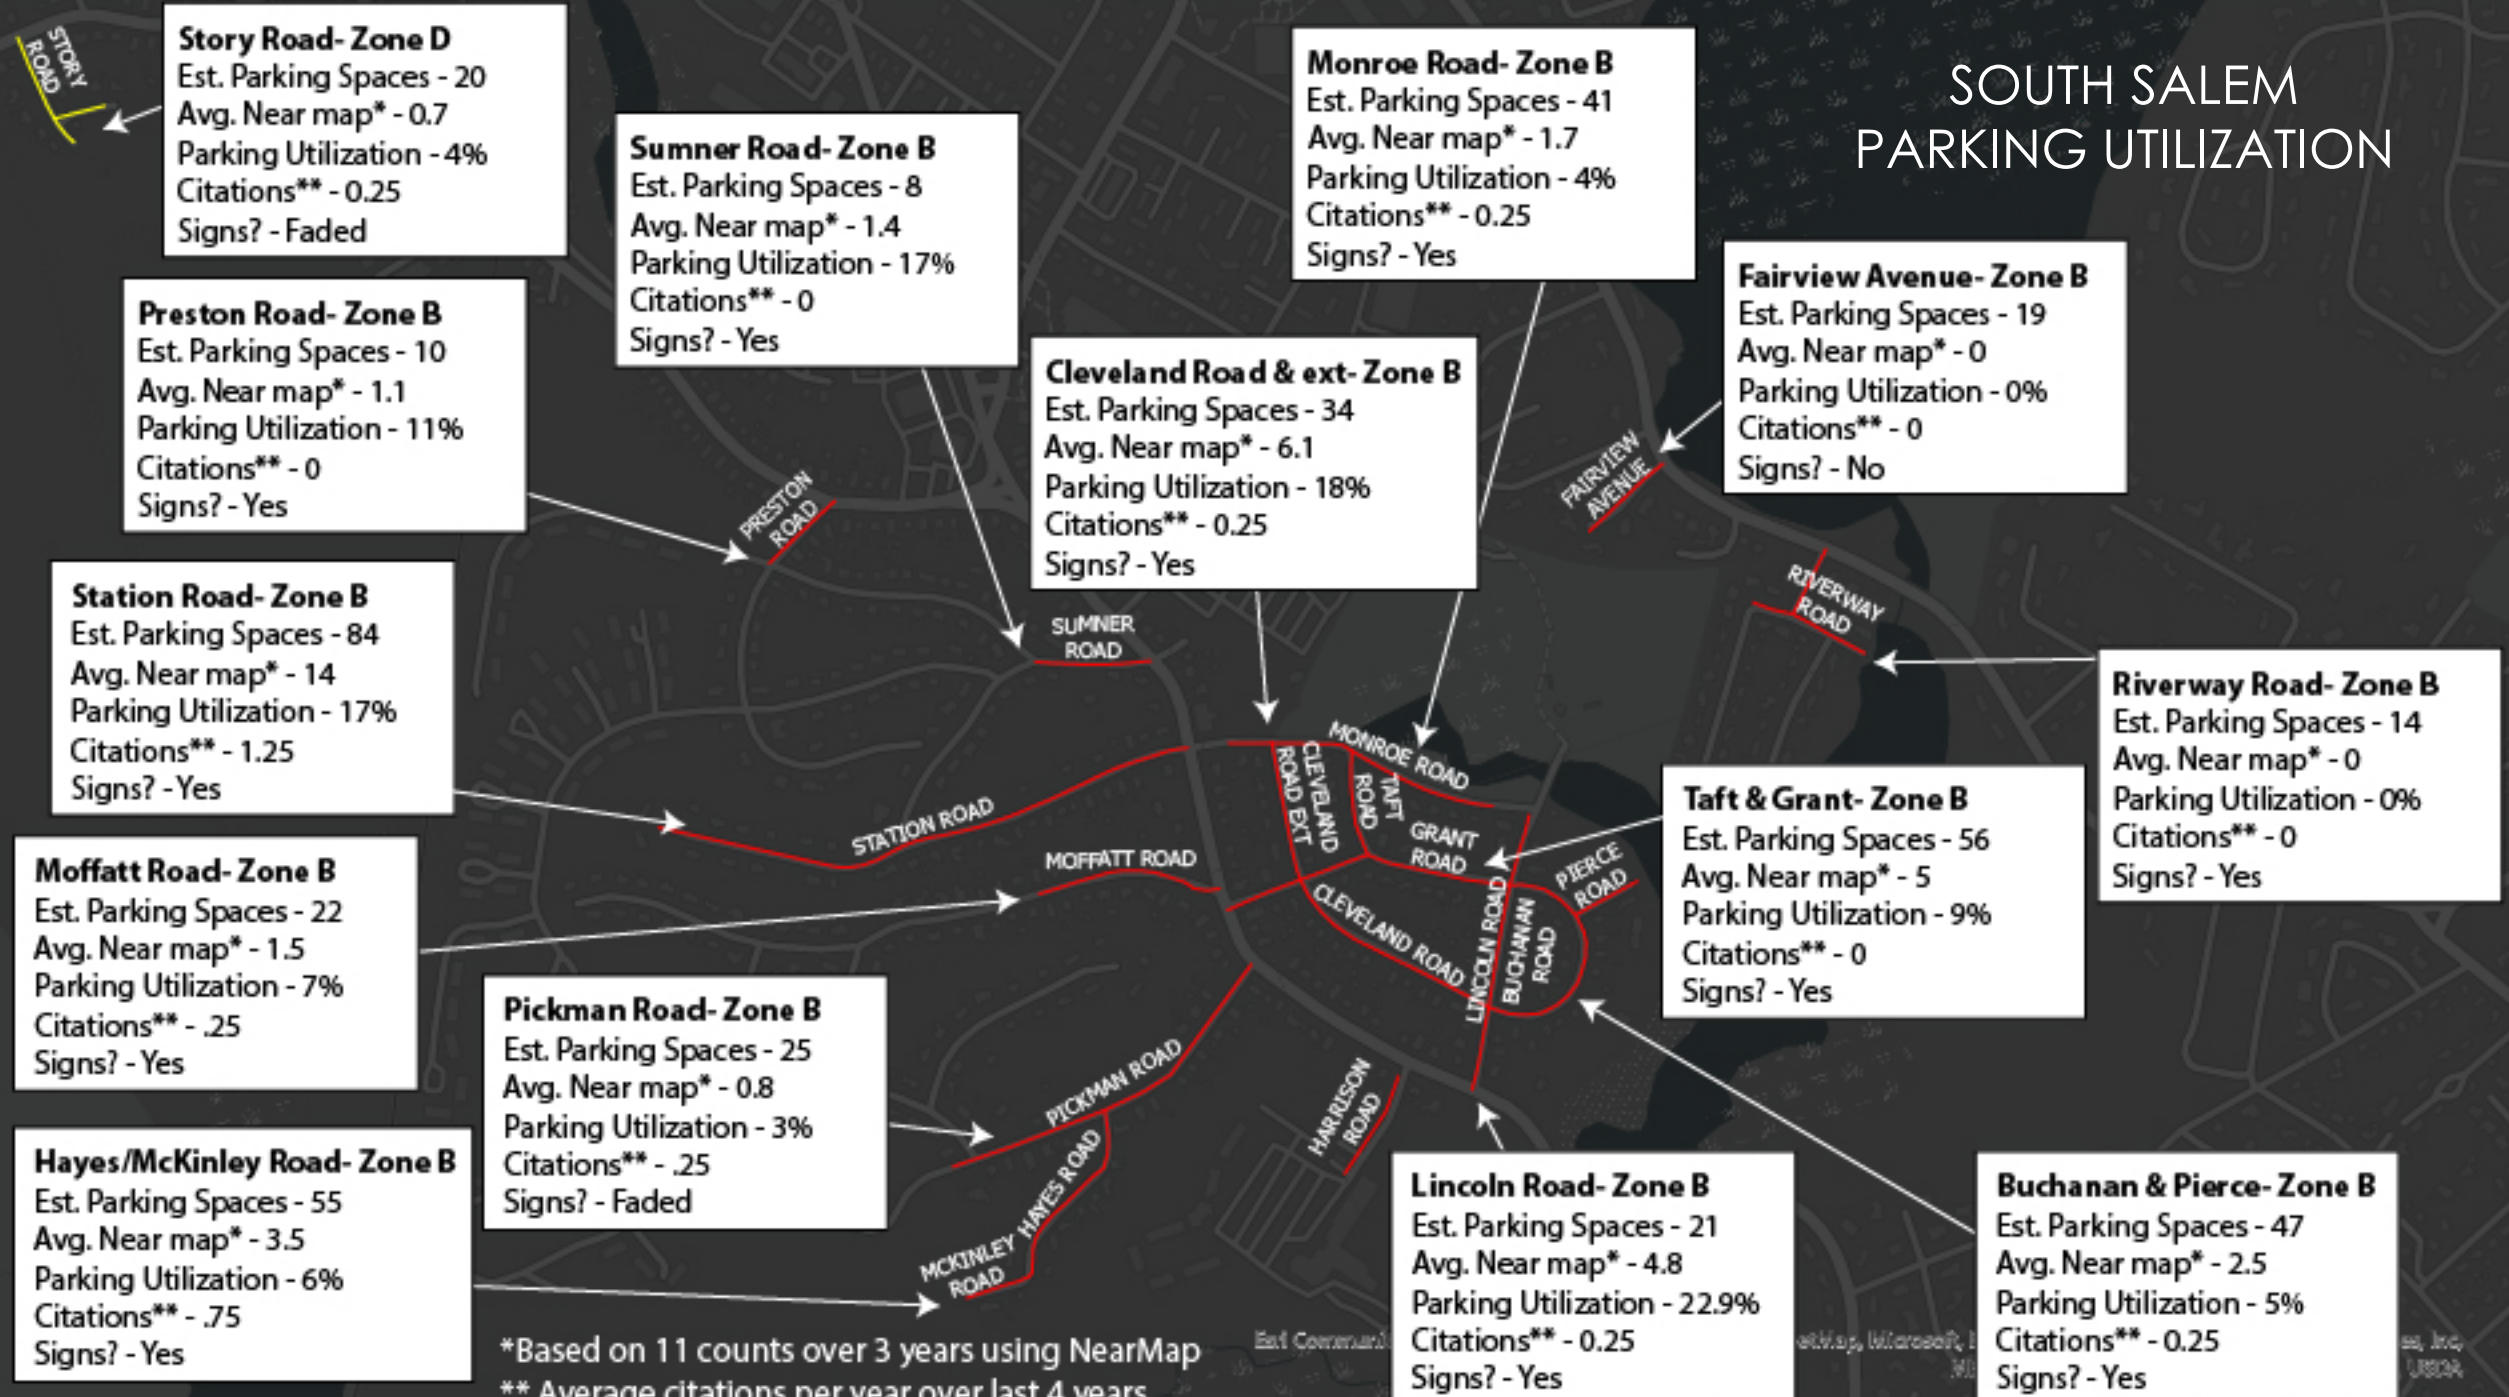 SOUTH SALEM
PARKING UTILIZATION
Story Road- Zone D
Est. Parking Spaces - 20
Avg. Near map* - 0.7
Parking Utilization - 4%
Citations** - 0.25
Signs? - Faded
Sumner Road- Zone B
Est. Parking Spaces - 8
Avg. Near map* - 1.4
Parking Utilization - 17%
Citations** - 0
Signs? - Yes
Monroe Road- Zone B
Est. Parking Spaces - 41
Avg. Near map* - 1.7
Parking Utilization - 4%
Citations** - 0.25
Signs? - Yes
Fairview Avenue- Zone B
Est. Parking Spaces - 19
Avg. Near map* - 0
Parking Utilization - 0%
Citations** - 0
Signs? - No
Preston Road- Zone B
Est. Parking Spaces - 10
Avg. Near map* - 1.1
Parking Utilization - 11%
Citations** - 0
Signs? - Yes
Cleveland Road & ext- Zone B
Est. Parking Spaces - 34
Avg. Near map* - 6.1
Parking Utilization - 18%
Citations** - 0.25
Signs? - Yes
Station Road- Zone B
Est. Parking Spaces - 84
Avg. Near map* - 14
Parking Utilization - 17%
Citations** - 1.25
Signs? - Yes
Riverway Road- Zone B
Est. Parking Spaces - 14
Avg. Near map* - 0
Parking Utilization - 0%
Citations** - 0
Signs? - Yes
Taft & Grant- Zone B
Est. Parking Spaces - 56
Avg. Near map* - 5
Parking Utilization - 9%
Citations** - 0
Signs? - Yes
Moffatt Road- Zone B
Est. Parking Spaces - 22
Avg. Near map* - 1.5
Parking Utilization - 7%
Citations** - .25
Signs? - Yes
Pickman Road- Zone B
Est. Parking Spaces - 25
Avg. Near map* - 0.8
Parking Utilization - 3%
Citations** - .25
Signs? - Faded
Hayes/McKinley Road- Zone B
Est. Parking Spaces - 55
Avg. Near map* - 3.5
Parking Utilization - 6%
Citations** - .75
Signs? - Yes
Lincoln Road- Zone B
Est. Parking Spaces - 21
Avg. Near map* - 4.8
Parking Utilization - 22.9%
Citations** - 0.25
Signs? - Yes
Buchanan & Pierce- Zone B
Est. Parking Spaces - 47
Avg. Near map* - 2.5
Parking Utilization - 5%
Citations** - 0.25
Signs? - Yes
STORY
ROAD
PRESTON
ROAD
SUMNER
ROAD
FAIRVIEW
AVENUE
RIVERWAY
ROAD
MONROE ROAD
CLEVELAND
ROAD EXT
TAFT
ROAD
GRANT
ROAD
PIERCE
ROAD
STATION ROAD
MOFFATT ROAD
CLEVELAND ROAD
LINCOLN ROAD
BUCHANAN
ROAD
PICKMAN ROAD
HAYES ROAD
MCKINLEY
ROAD
HARRISON
ROAD
*Based on 11 counts over 3 years using NearMap
** Average citations per year over last 4 years
Esri
Microsoft,
Inc,
USDA